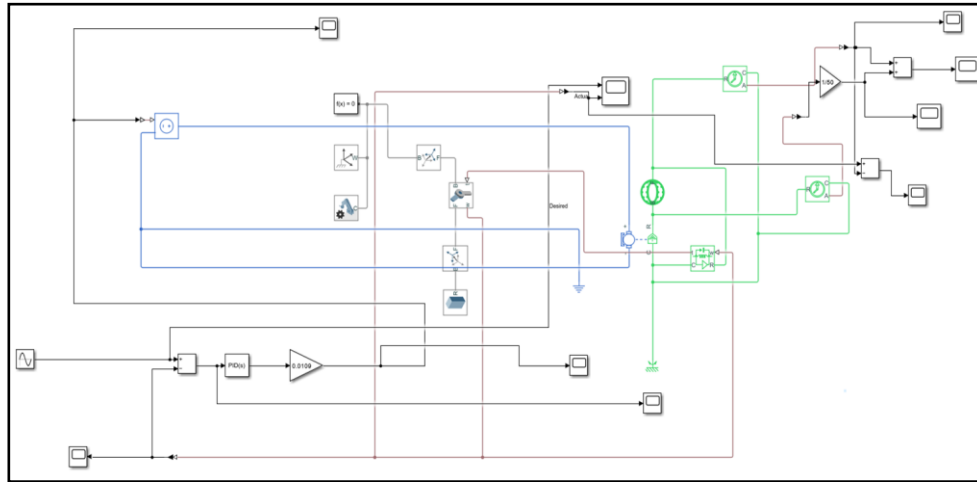 f(x) = 0
1/50
Actua
Desired
PID(s)
0.0109